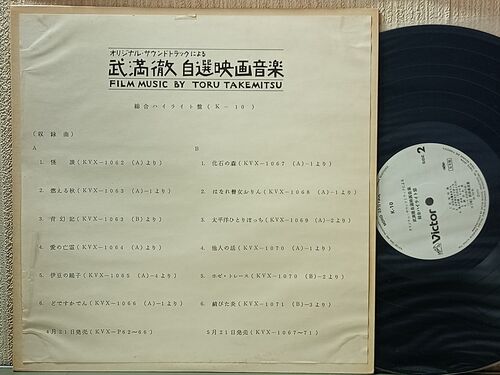 オリジナル・サウンドトラックによる
武満徹 自選映画音楽
FILM MUSIC BY TORU TAKEMITSU
綜合ハイライト盤(K-10)
(収録曲)
A
1. 怪談(KVX-1062 (A)より)
2. 燃える秋(KVX-1063 (A)-1より)
3. 青幻記(KVX-1063 (B)より)
4. 愛の亡霊(KVX-1064 (A)より)
5. 伊豆の踊子(KVX-1065 (A)-4より)
6. どですかでん(KVX-1066 (A)-1より)
4月21日発売(KVX-P62~66)
B
1. 化石の森(KVX-1067 (A)-1より)
2. はなれ瞽女おりん(KVX-1068 (A)-1より)
3. 太平洋ひとりぼっち(KVX-1069 (A)-2より)
4. 他人の顔(KVX-1070 (A)-1より)
5. ホゼ・トレース(KVX-1070 (B)-2より)
6. 錆びた炎(KVX-1071 (B)-3より)
5月21日発売(KVX-1067~71)
SIDE 2
K-10
Victor